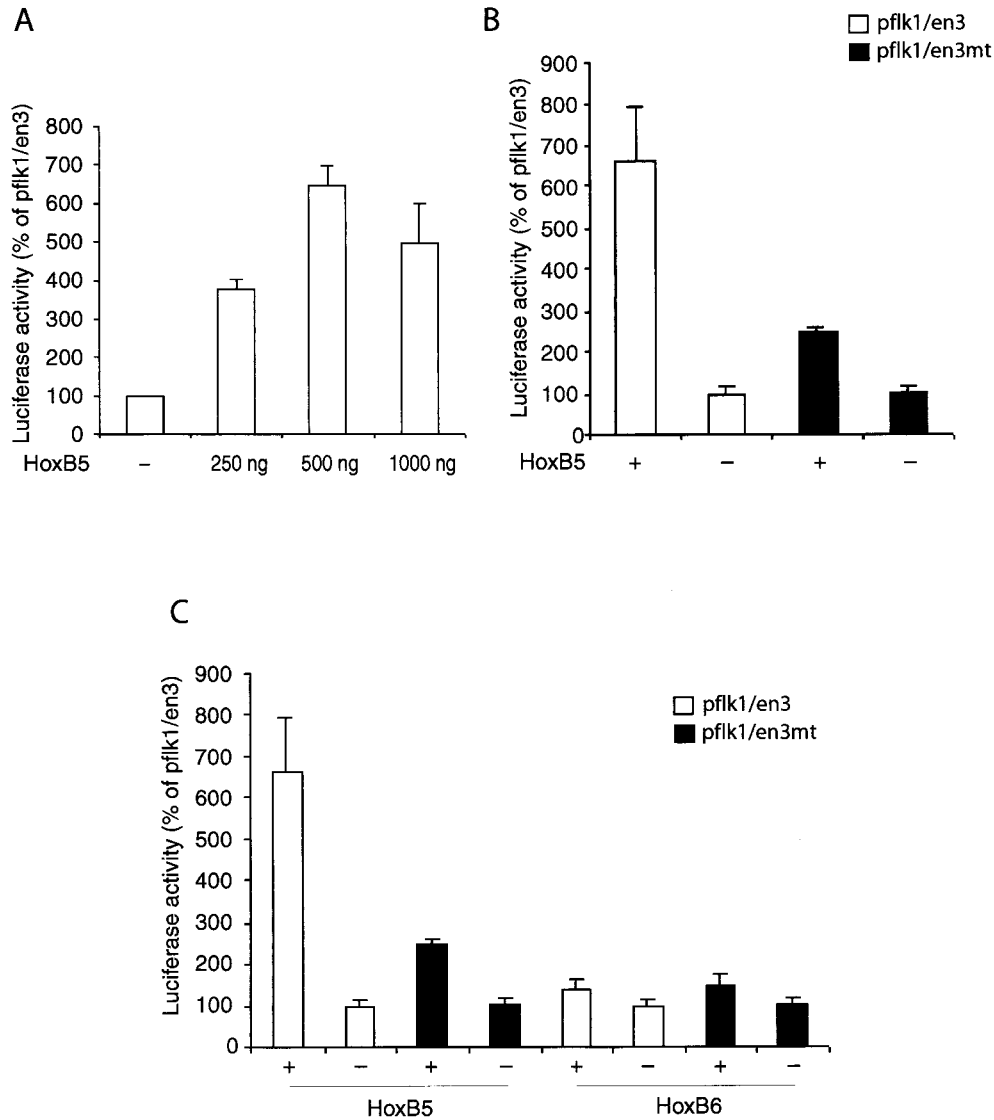 A
Luciferase activity (% of pflk1/en3)
800
700
600
500
400
300
200
100
0
HoxB5 – 250 ng 500 ng 1000 ng
B
pflk1/en3
pflk1/en3mt
Luciferase activity (% of pflk1/en3)
900
800
700
600
500
400
300
200
100
0
HoxB5 + – + –
C
pflk1/en3
pflk1/en3mt
Luciferase activity (% of pflk1/en3)
900
800
700
600
500
400
300
200
100
0
+ – + – + – + –
HoxB5 HoxB6